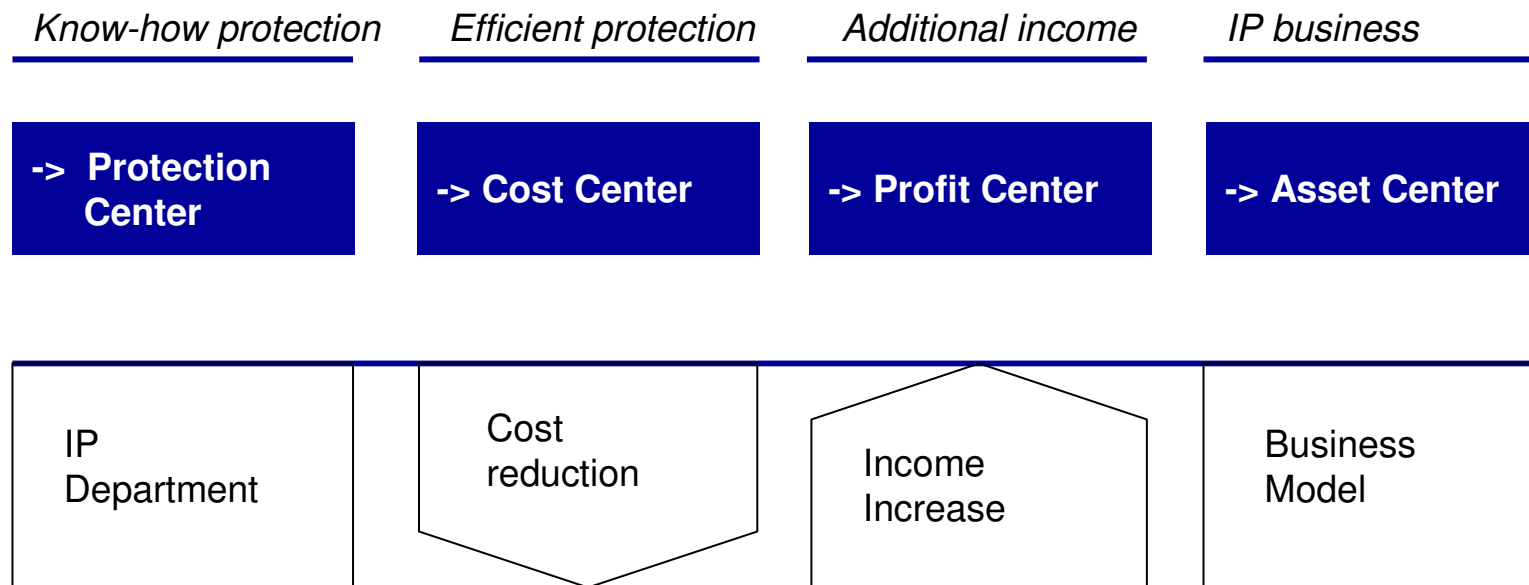 Know-how protection
Efficient protection
Additional income
IP business
-> Protection
Center
-> Cost Center
-> Profit Center
-> Asset Center
IP
Department
Cost
reduction
Income
Increase
Business
Model